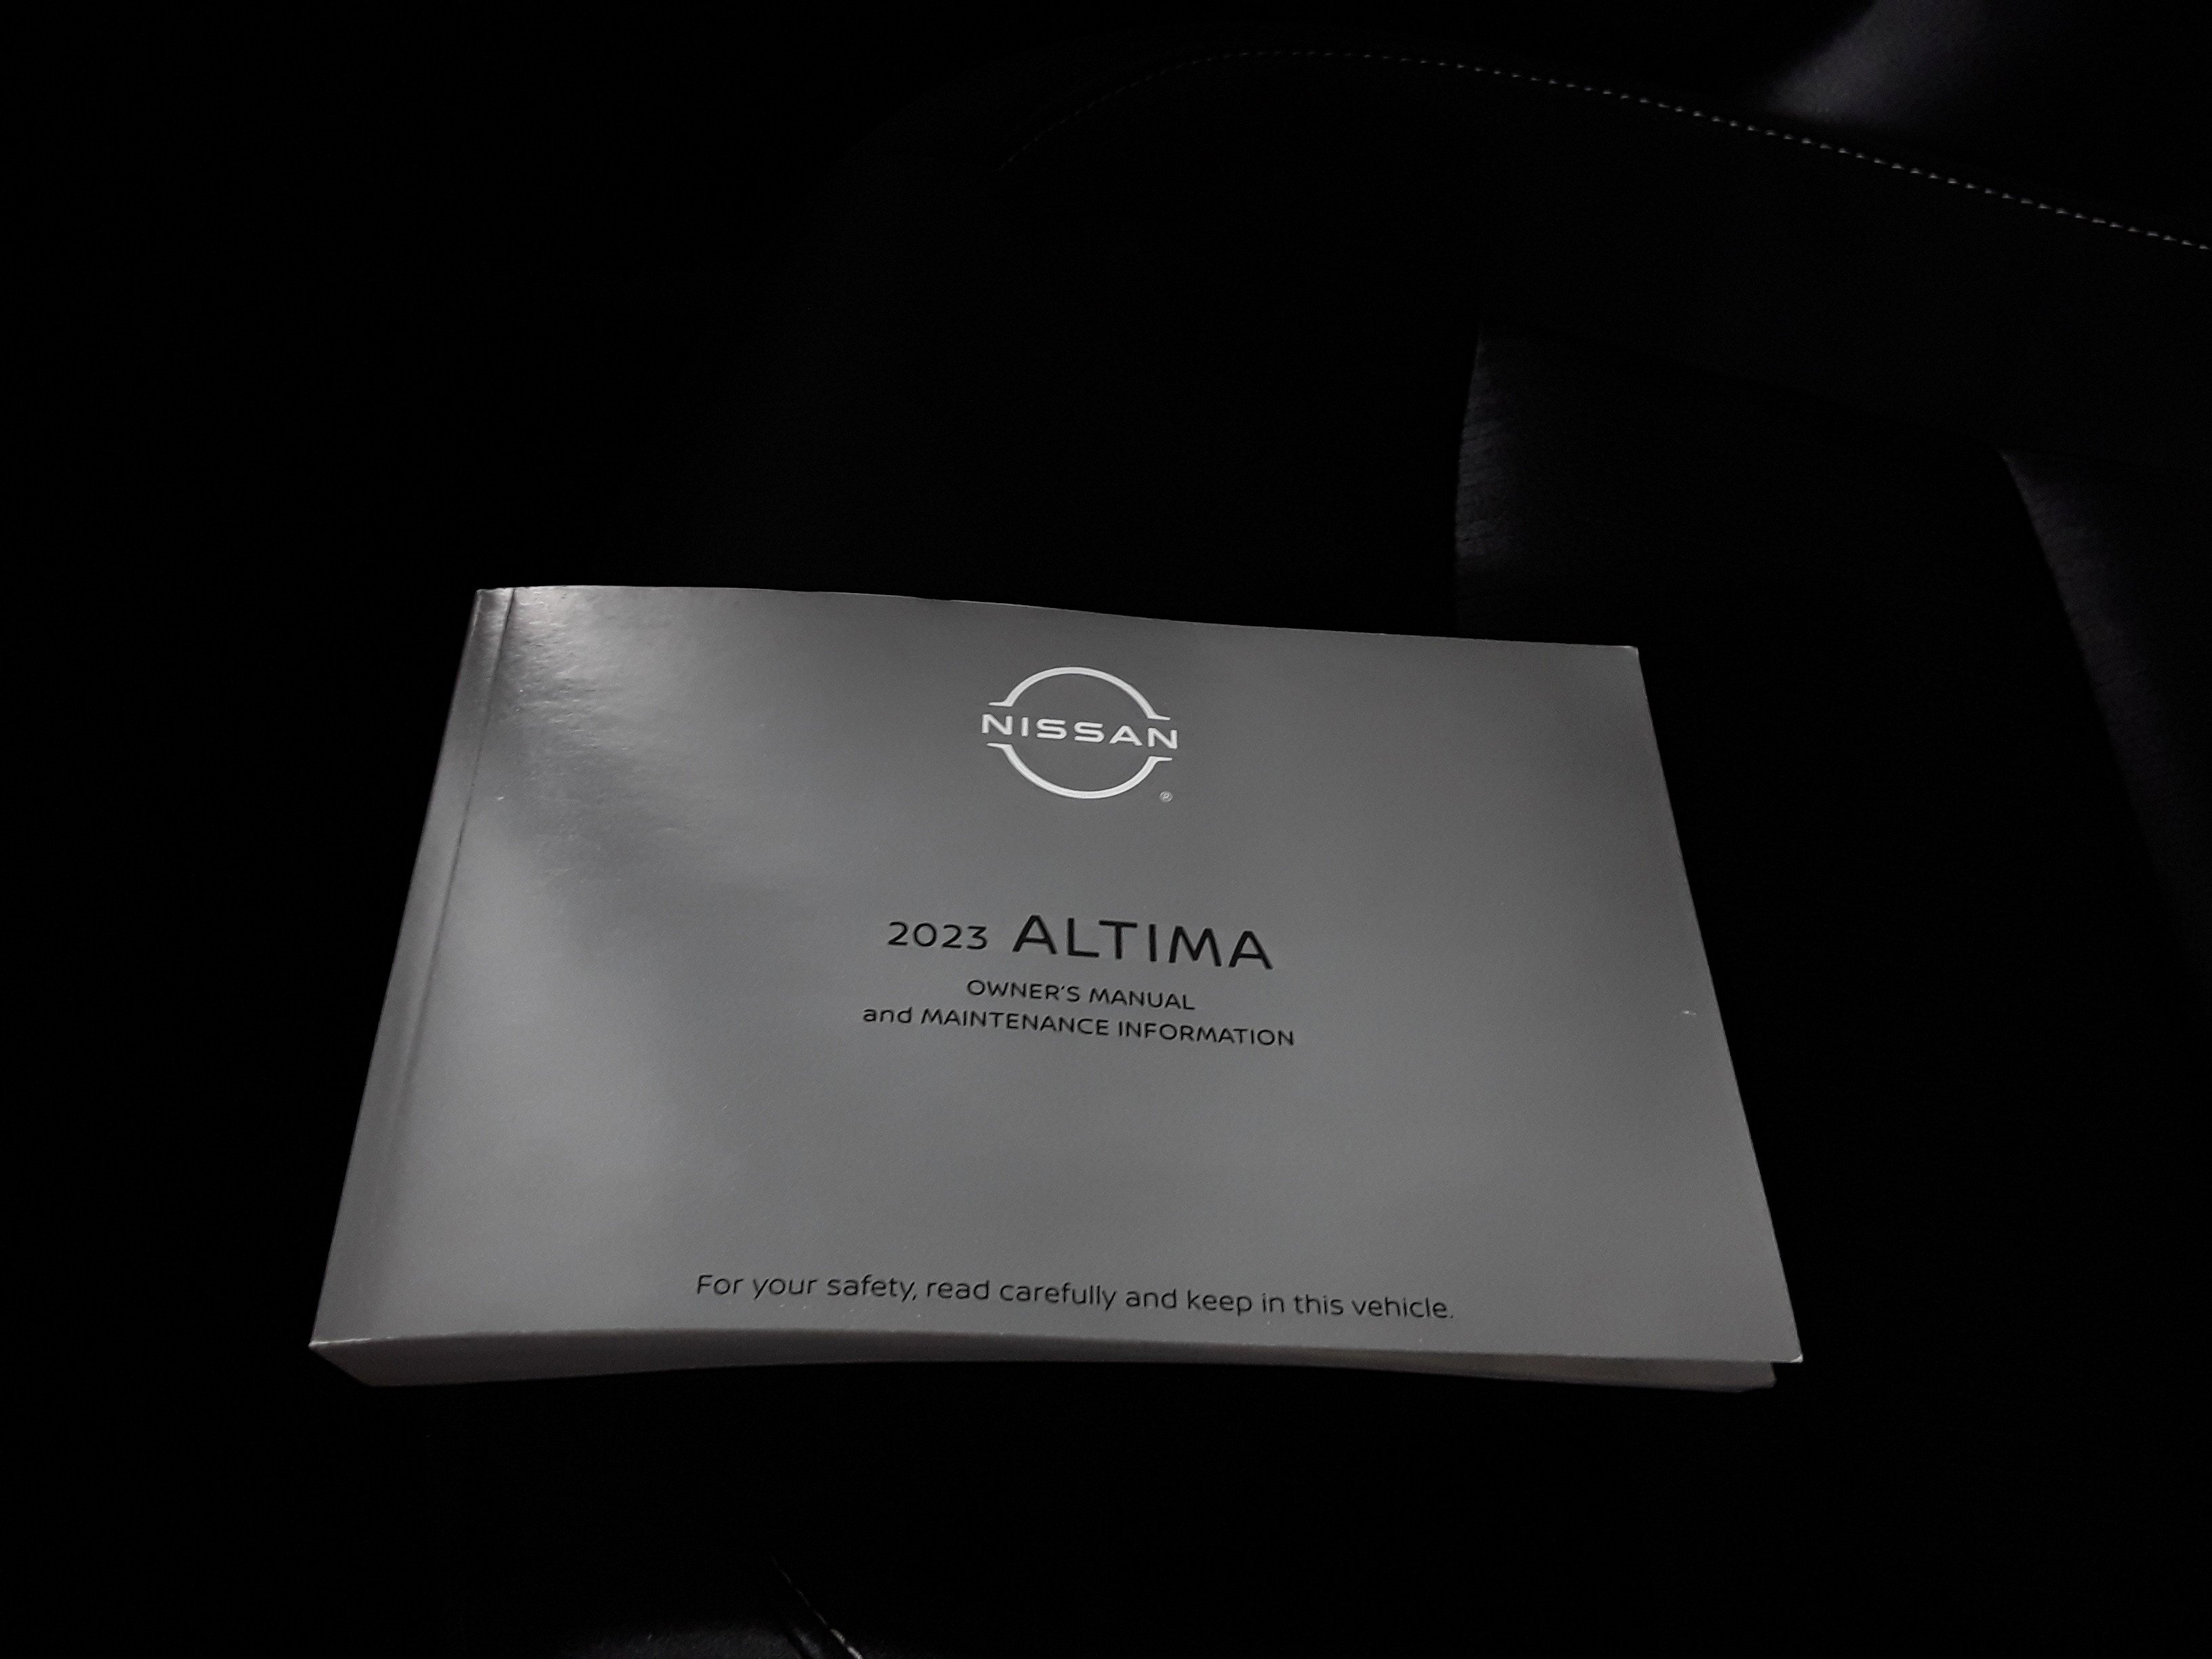 NISSAN
®
2023 ALTIMA
OWNER'S MANUAL
and MAINTENANCE INFORMATION
For your safety, read carefully and keep in this vehicle.